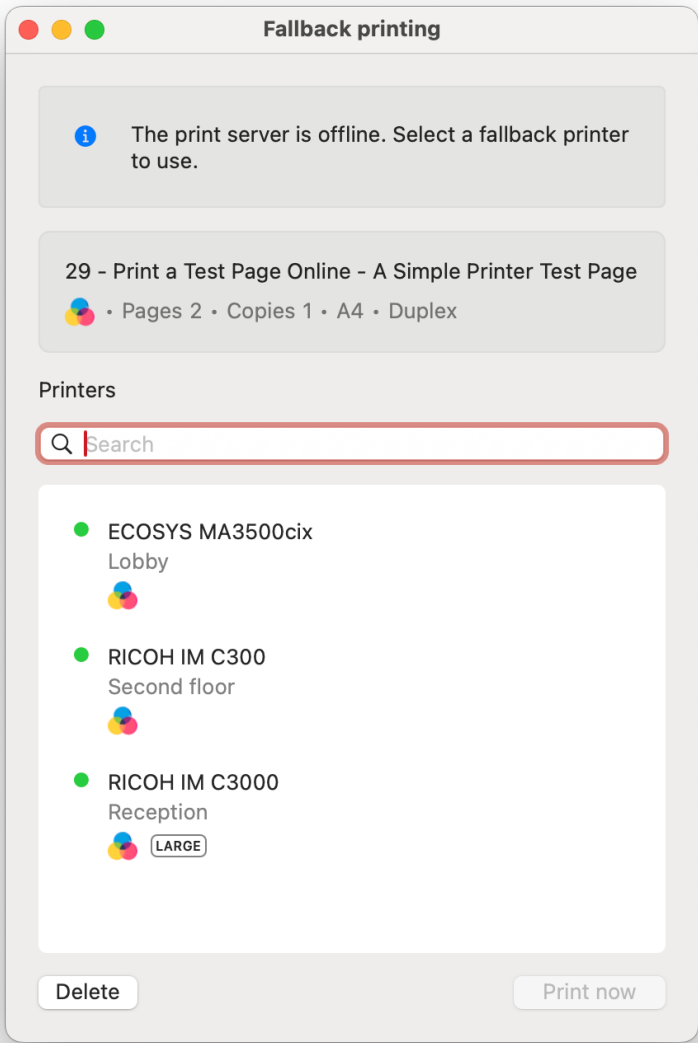 Fallback printing
The print server is offline. Select a fallback printer
to use.
29 - Print a Test Page Online - A Simple Printer Test Page
• Pages 2 • Copies 1 • A4 • Duplex
Printers
Search
ECOSYS MA3500cix
Lobby
RICOH IM C300
Second floor
RICOH IM C3000
Reception
LARGE
Delete
Print now